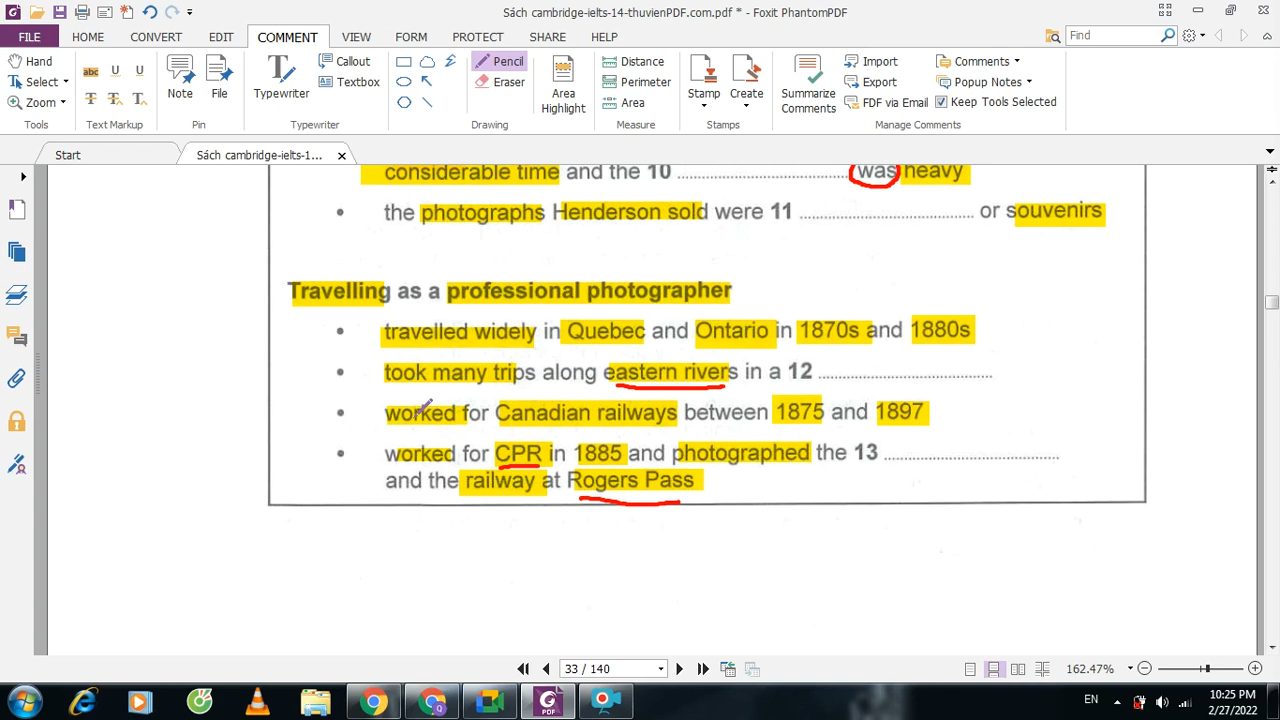 Sách cambridge-ielts-14-thuvienPDF.com.pdf * - Foxit PhantomPDF
FILE HOME CONVERT EDIT COMMENT VIEW FORM PROTECT SHARE HELP Find
Hand Select Zoom Tools
abc U U T T T Text Markup
Note File Pin
Typewriter Callout Textbox Typewriter
Pencil Eraser Area Highlight Drawing
Distance Perimeter Area Measure
Stamp Create Stamps
Summarize Comments Import Export FDF via Email Comments Popup Notes Keep Tools Selected Manage Comments
Start Sách cambridge-ielts-1...
considerable time and the 10 ........................................ was heavy
• the photographs Henderson sold were 11 ........................................ or souvenirs
Travelling as a professional photographer
• travelled widely in Quebec and Ontario in 1870s and 1880s
• took many trips along eastern rivers in a 12 ........................................
• worked for Canadian railways between 1875 and 1897
• worked for CPR in 1885 and photographed the 13 ........................................
and the railway at Rogers Pass
33 / 140 162.47%
EN 10:25 PM
2/27/2022